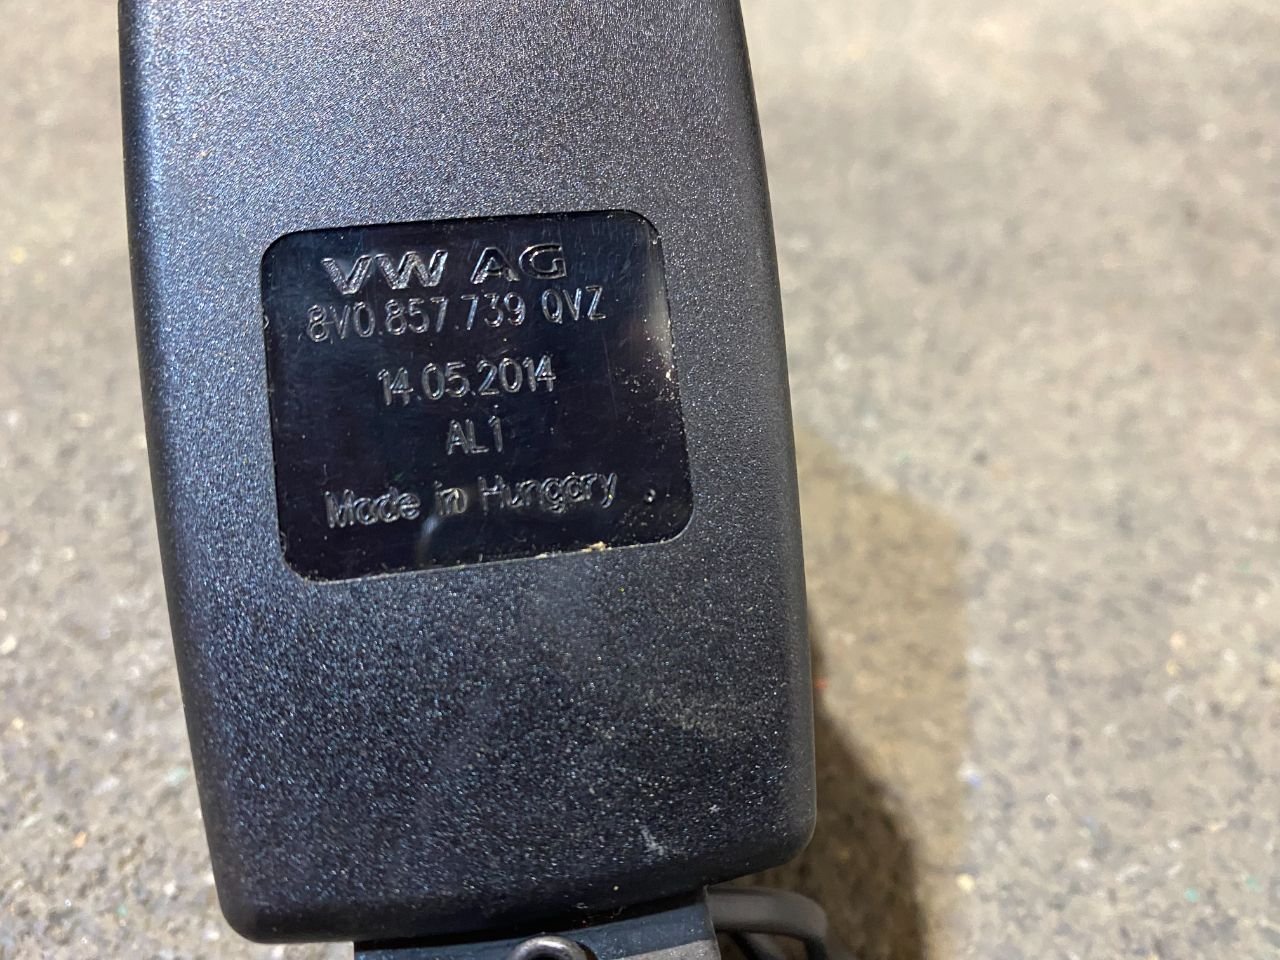 VW AG
8V0.857.739 QVZ
14.05.2014
AL1
Made in Hungary